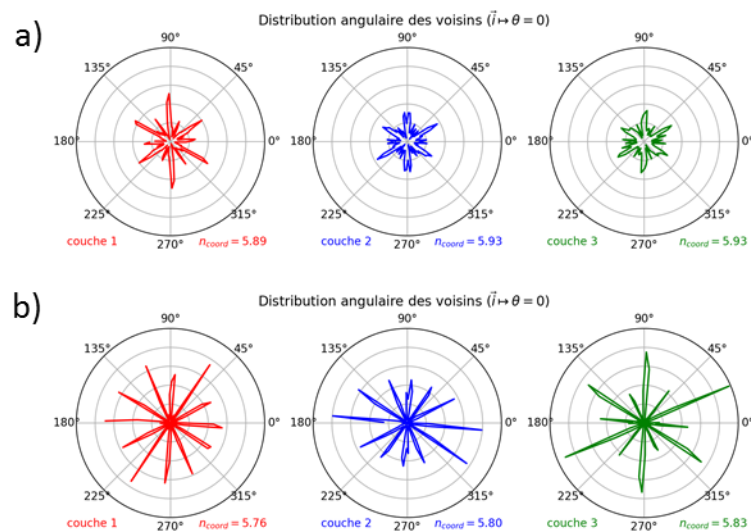 a)
Distribution angulaire des voisins (i⃗ ↦ θ = 0)
90° 90° 90°
135° 45° 135° 45° 135° 45°
180° 0° 180° 0° 180° 0°
225° 315° 225° 315° 225° 315°
couche 1 270° n_coord = 5.89 couche 2 270° n_coord = 5.93 couche 3 270° n_coord = 5.93
b)
Distribution angulaire des voisins (i⃗ ↦ θ = 0)
90° 90° 90°
135° 45° 135° 45° 135° 45°
180° 0° 180° 0° 180° 0°
225° 315° 225° 315° 225° 315°
couche 1 270° n_coord = 5.76 couche 2 270° n_coord = 5.80 couche 3 270° n_coord = 5.83